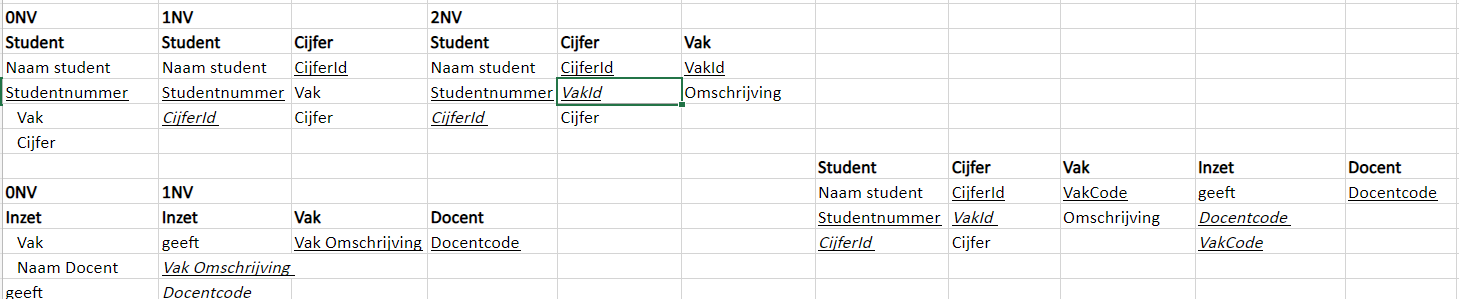 0NV 1NV 2NV
Student Student Cijfer Student Cijfer Vak
Naam student Naam student CijferId Naam student CijferId VakId
Studentnummer Studentnummer Vak Studentnummer VakId Omschrijving
Vak CijferId Cijfer CijferId Cijfer
Cijfer
Student Cijfer Vak Inzet Docent
0NV 1NV Naam student CijferId VakCode geeft Docentcode
Inzet Inzet Vak Docent Studentnummer VakId Omschrijving Docentcode
Vak geeft Vak Omschrijving Docentcode CijferId Cijfer VakCode
Naam Docent Vak Omschrijving
geeft Docentcode